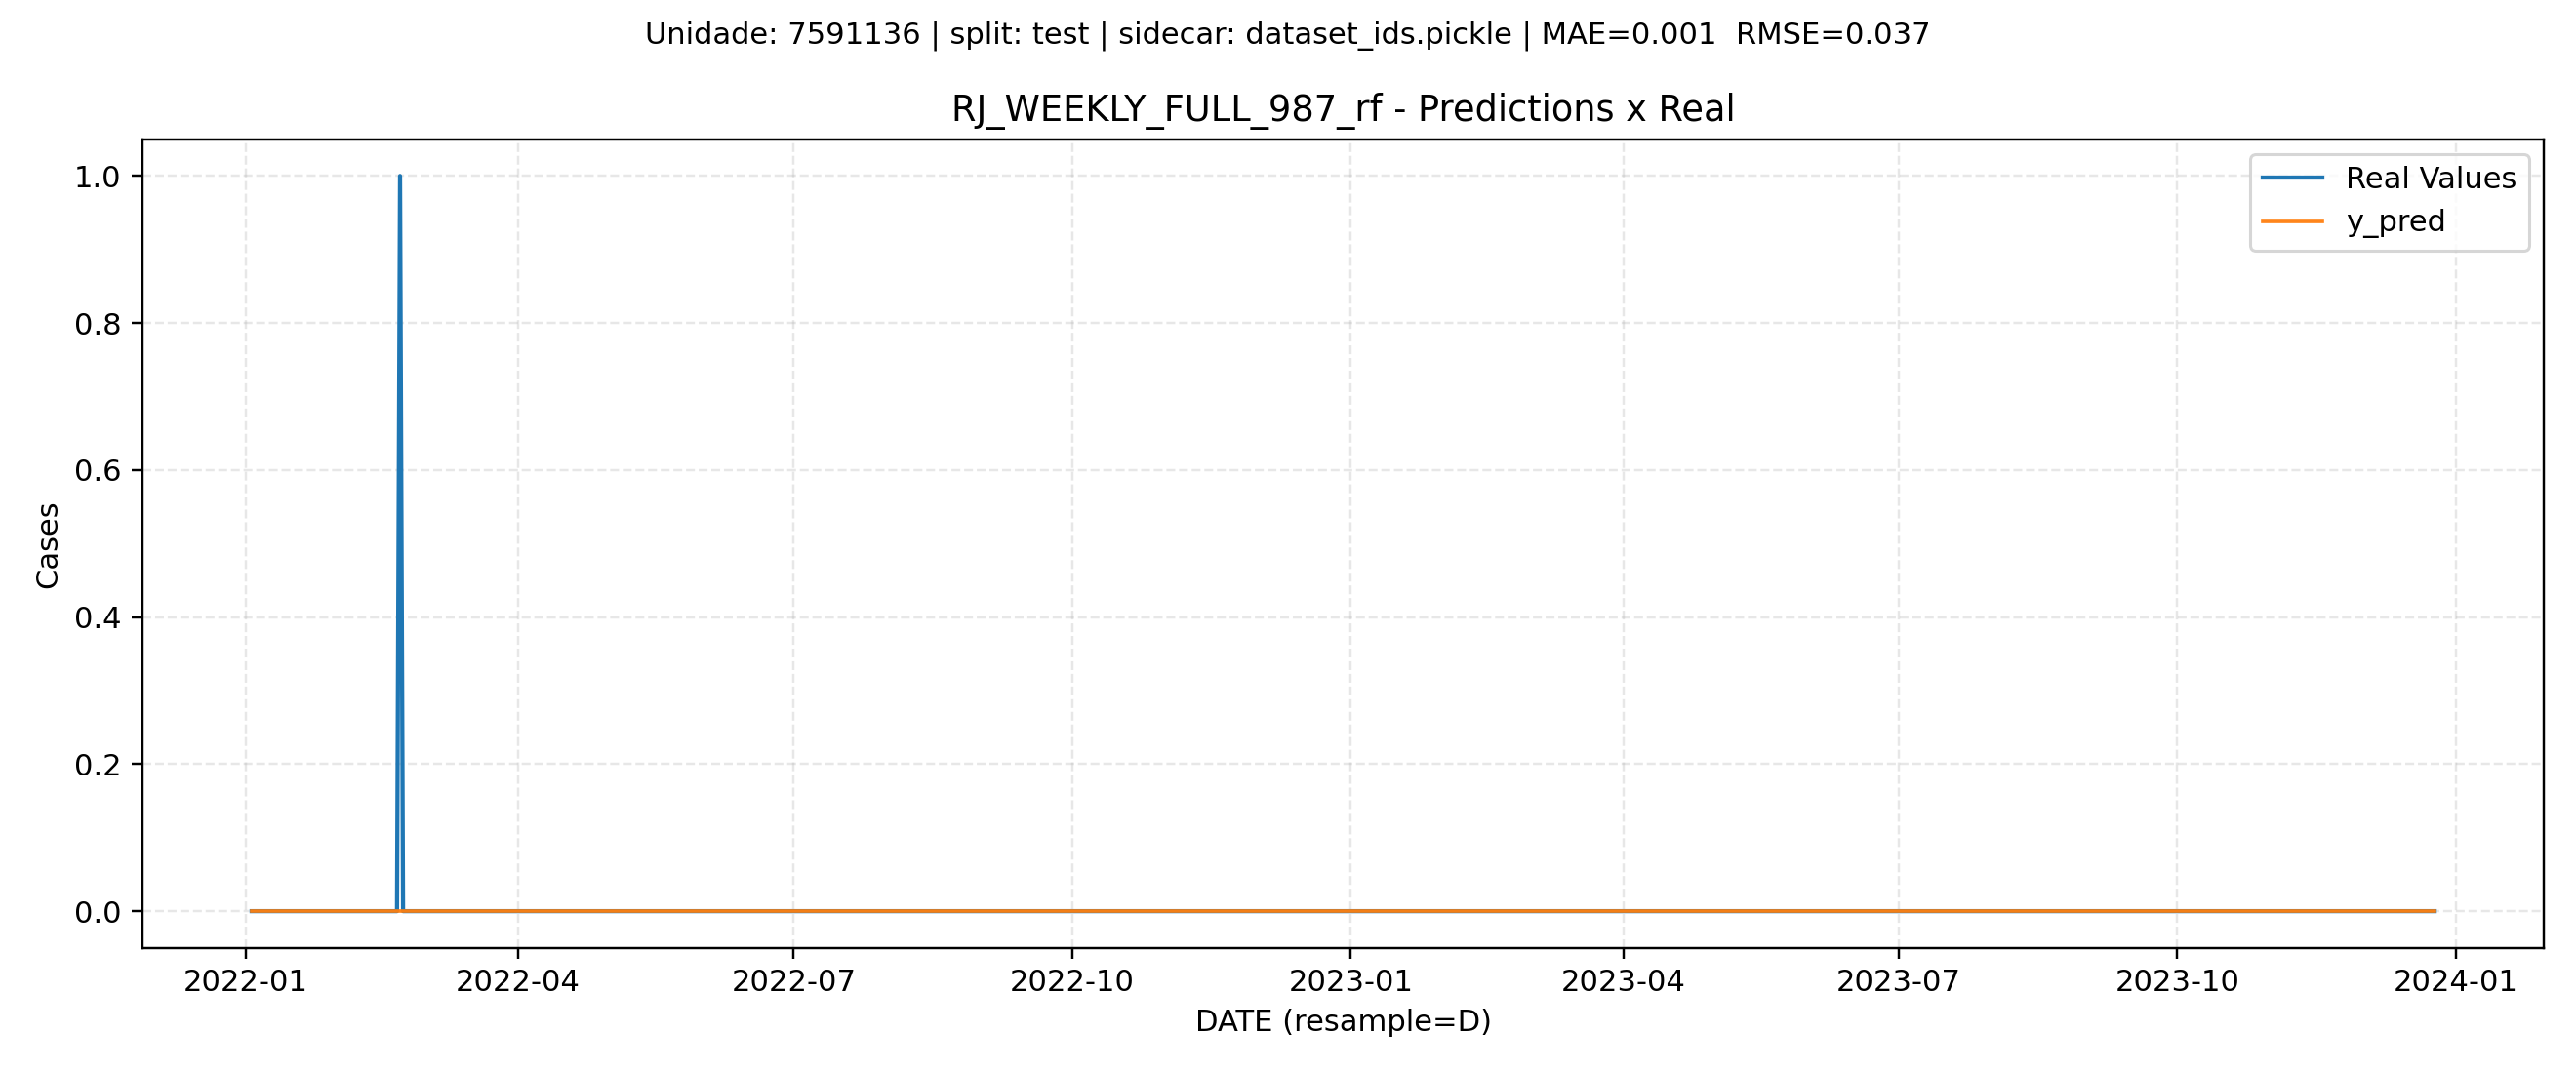 Unidade: 7591136 | split: test | sidecar: dataset_ids.pickle | MAE=0.001  RMSE=0.037
RJ_WEEKLY_FULL_987_rf - Predictions x Real
Real Values
y_pred
1.0
0.8
0.6
0.4
0.2
0.0
Cases
2022-01 2022-04 2022-07 2022-10 2023-01 2023-04 2023-07 2023-10 2024-01
DATE (resample=D)